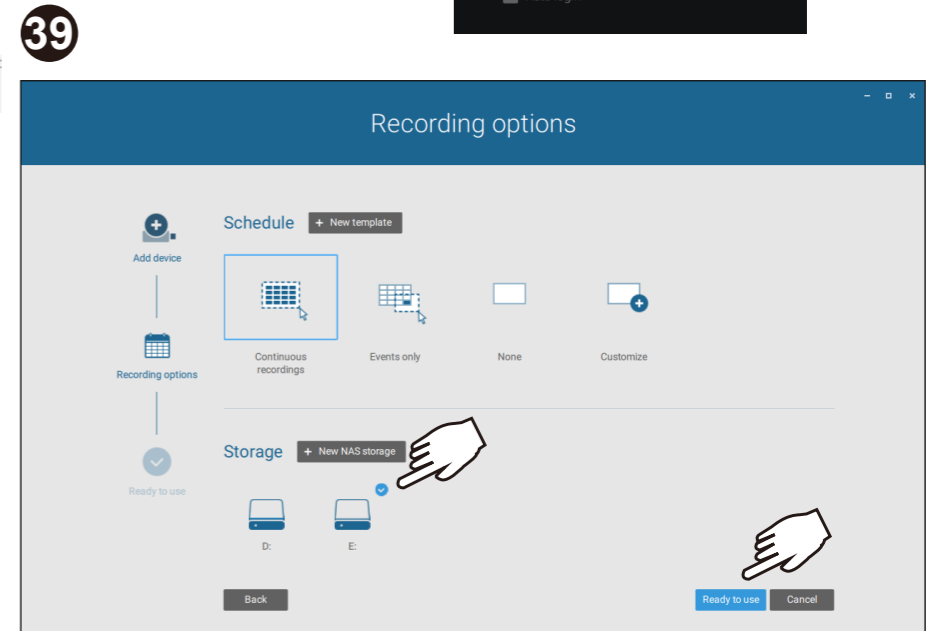 39
Recording options
Schedule + New template
Add device
Continuous
recordings
Events only
None
Customize
Recording options
Storage + New NAS storage
Ready to use
D:
E:
Back
Ready to use
Cancel